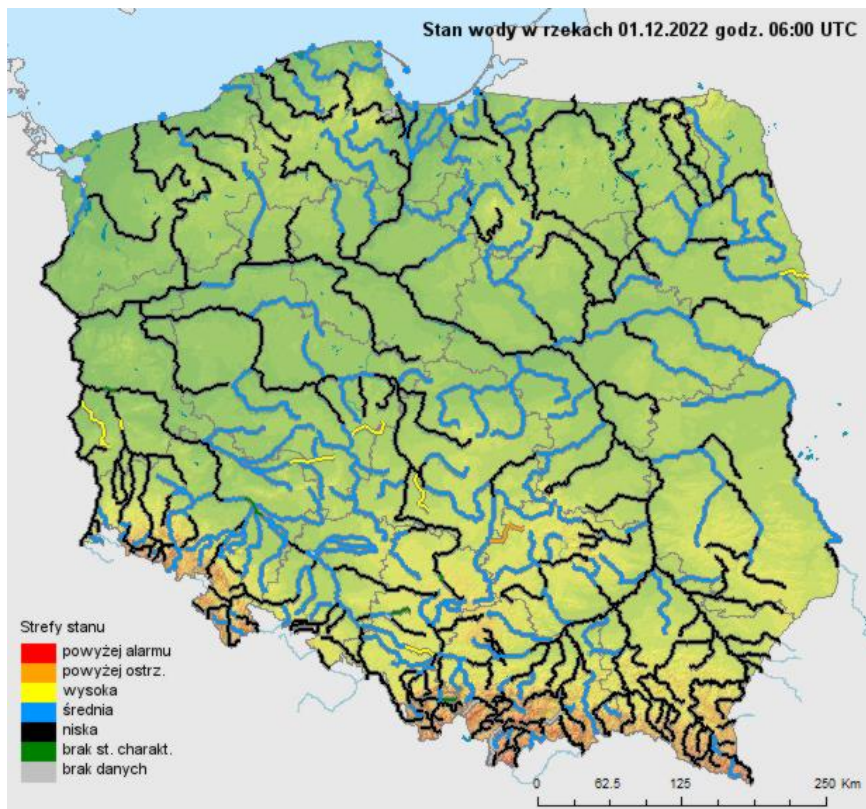 Stan wody w rzekach 01.12.2022 godz. 06:00 UTC
Strefy stanu
powyżej alarmu
powyżej ostrz.
wysoka
średnia
niska
brak st. charakt.
brak danych
0 62.5 125 250 Km